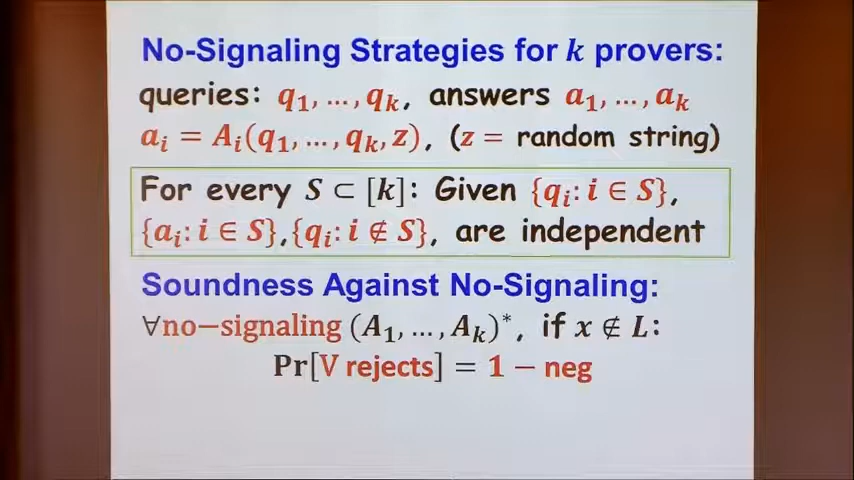 No-Signaling Strategies for k provers:
queries: q₁, …, qₖ, answers a₁, …, aₖ
aᵢ = Aᵢ(q₁, …, qₖ, z), (z = random string)
For every S ⊂ [k]: Given {qᵢ: i ∈ S},
{aᵢ: i ∈ S},{qᵢ: i ∉ S}, are independent
Soundness Against No-Signaling:
∀no−signaling (A₁, …, Aₖ)*, if x ∉ L:
Pr[V rejects] = 1 − neg